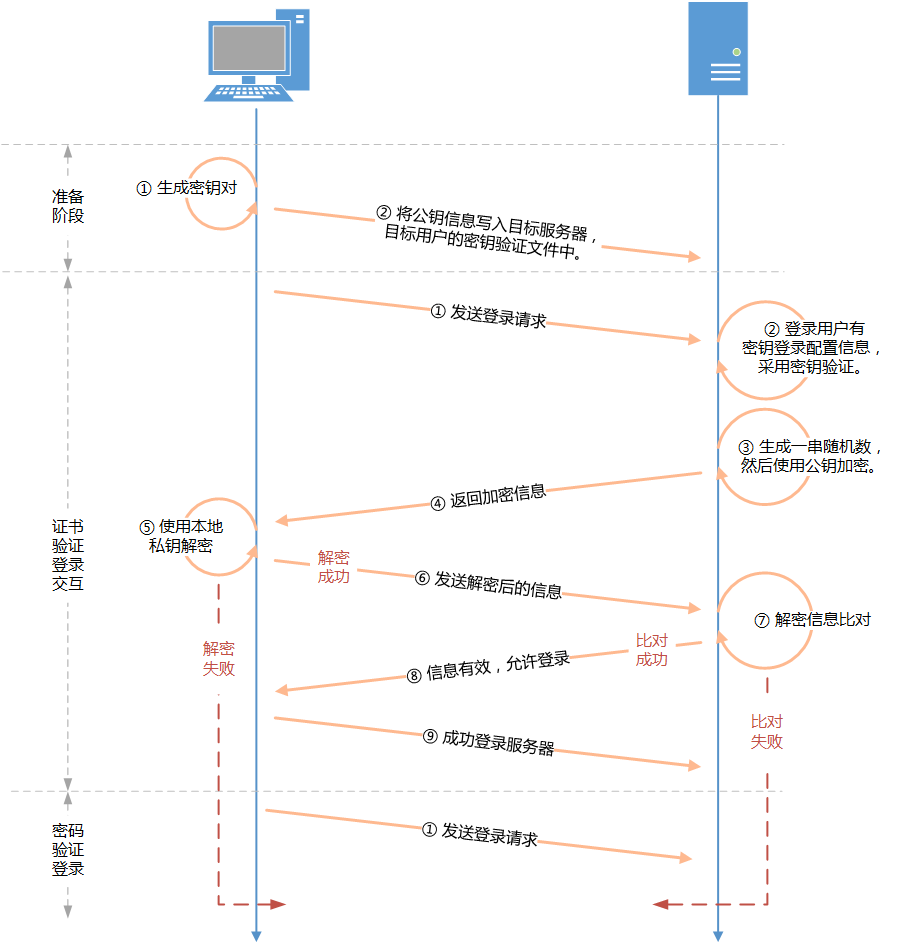 准备
阶段
① 生成密钥对
② 将公钥信息写入目标服务器，
目标用户的密钥验证文件中。
① 发送登录请求
② 登录用户有
密钥登录配置信息，
采用密钥验证。
③ 生成一串随机数，
然后使用公钥加密。
④ 返回加密信息
证书
验证
登录
交互
⑤ 使用本地
私钥解密
解密
成功
⑥ 发送解密后的信息
⑦ 解密信息比对
解密
失败
比对
成功
⑧ 信息有效，允许登录
⑨ 成功登录服务器
比对
失败
密码
验证
登录
① 发送登录请求